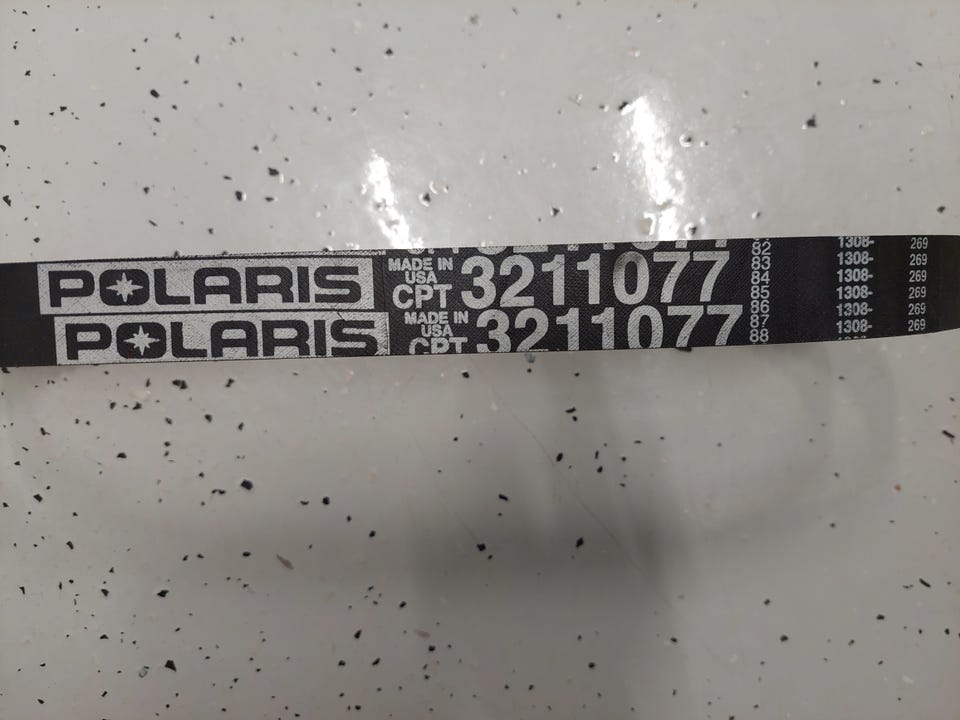 POLARIS
MADE IN
USA
CPT 3211077
POLARIS
MADE IN
USA
CPT 3211077
82
83
84
85
86
87
88
1308- 269
1308- 269
1308- 269
1308- 269
1308- 269
1308- 269